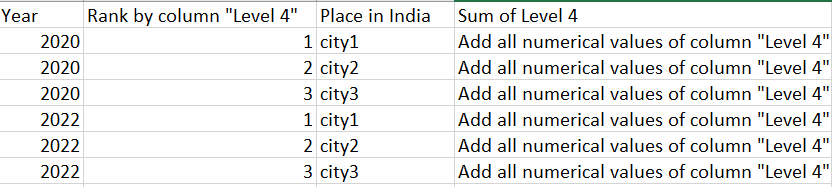 Year Rank by column "Level 4" Place in India Sum of Level 4
2020 1 city1 Add all numerical values of column "Level 4"
2020 2 city2 Add all numerical values of column "Level 4"
2020 3 city3 Add all numerical values of column "Level 4"
2022 1 city1 Add all numerical values of column "Level 4"
2022 2 city2 Add all numerical values of column "Level 4"
2022 3 city3 Add all numerical values of column "Level 4"